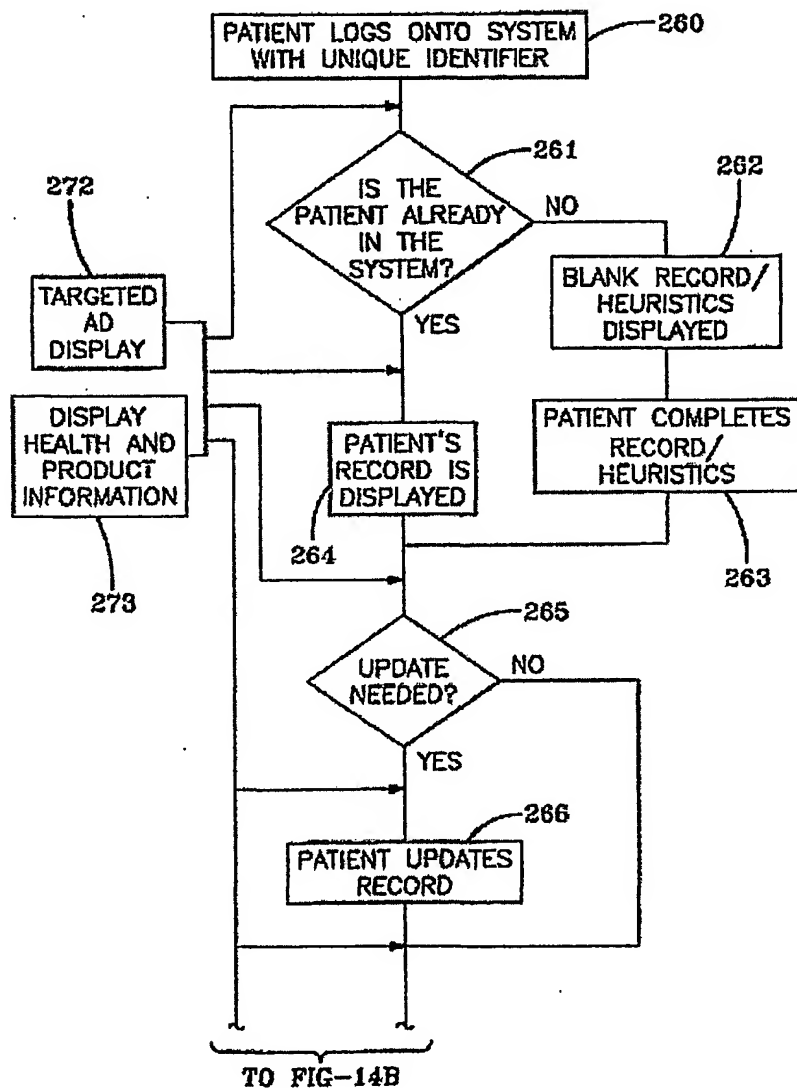 PATIENT LOGS ONTO SYSTEM
WITH UNIQUE IDENTIFIER
260
261
IS THE
PATIENT ALREADY
IN THE
SYSTEM?
NO
YES
262
BLANK RECORD/
HEURISTICS
DISPLAYED
272
TARGETED
AD
DISPLAY
DISPLAY
HEALTH AND
PRODUCT
INFORMATION
273
PATIENT'S
RECORD IS
DISPLAYED
264
PATIENT COMPLETES
RECORD/
HEURISTICS
263
265
UPDATE
NEEDED?
NO
YES
266
PATIENT UPDATES
RECORD
TO FIG-14B